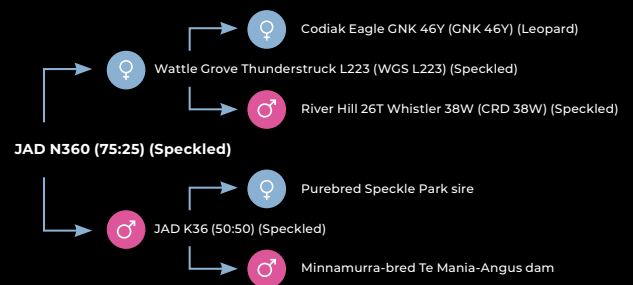 Codiak Eagle GNK 46Y (GNK 46Y) (Leopard)
Wattle Grove Thunderstruck L223 (WGS L223) (Speckled)
River Hill 26T Whistler 38W (CRD 38W) (Speckled)
JAD N360 (75:25) (Speckled)
Purebred Speckle Park sire
JAD K36 (50:50) (Speckled)
Minnamurra-bred Te Mania-Angus dam